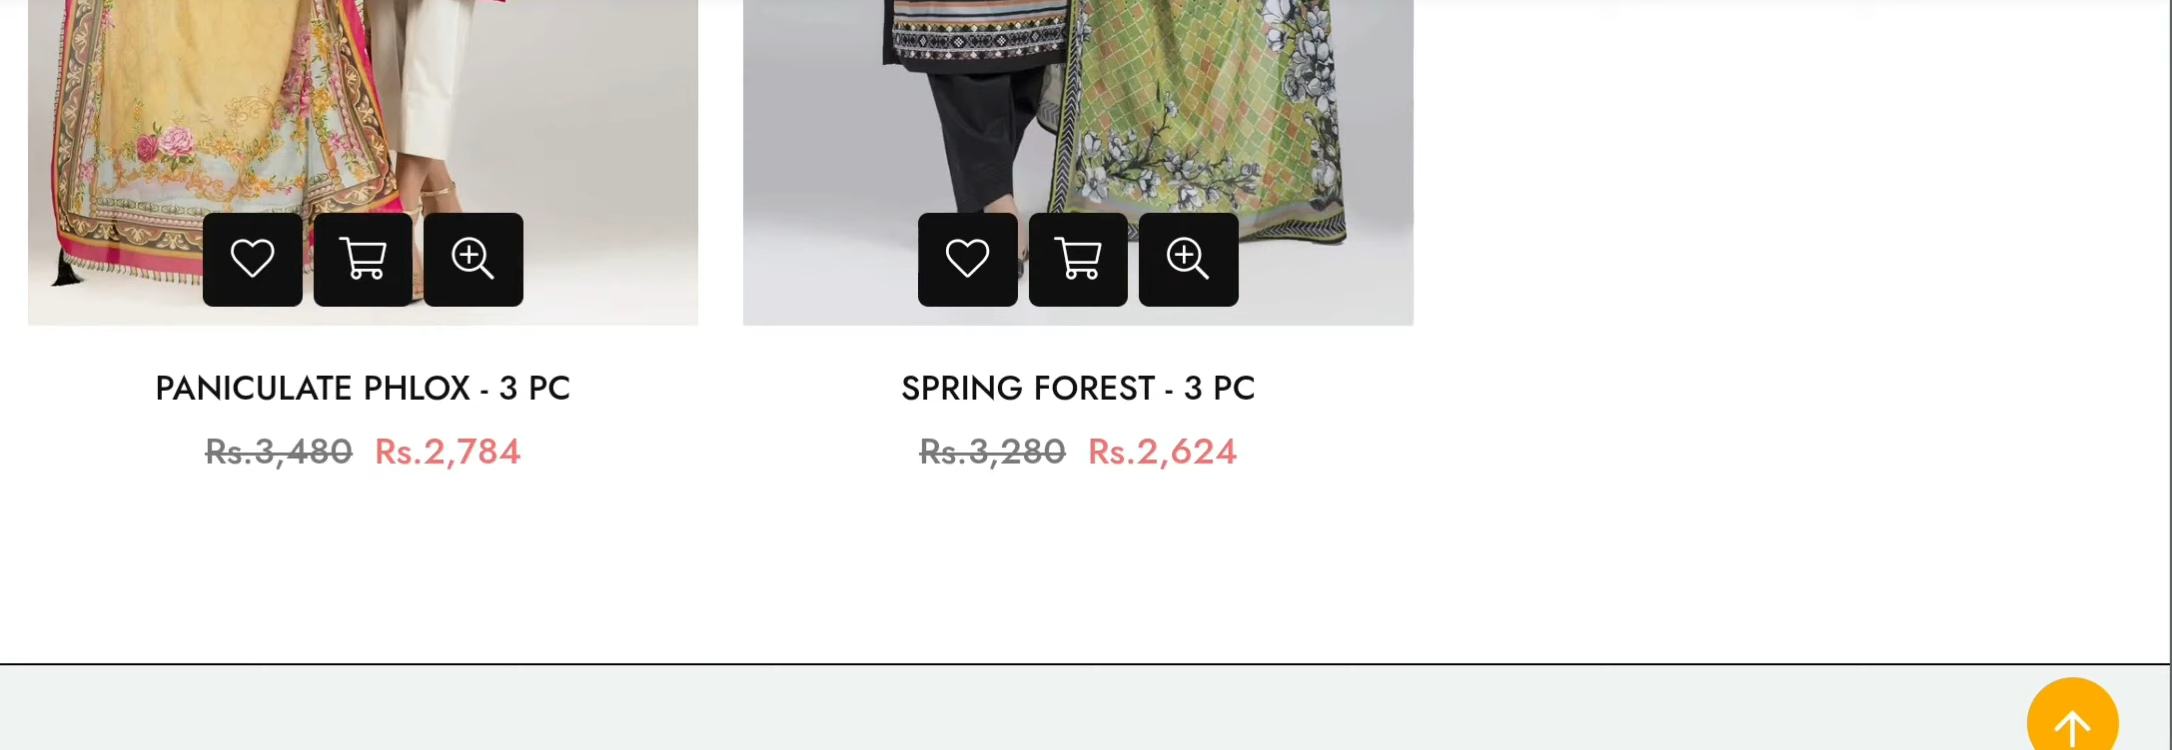 PANICULATE PHLOX - 3 PC
Rs.3,480 Rs.2,784
SPRING FOREST - 3 PC
Rs.3,280 Rs.2,624